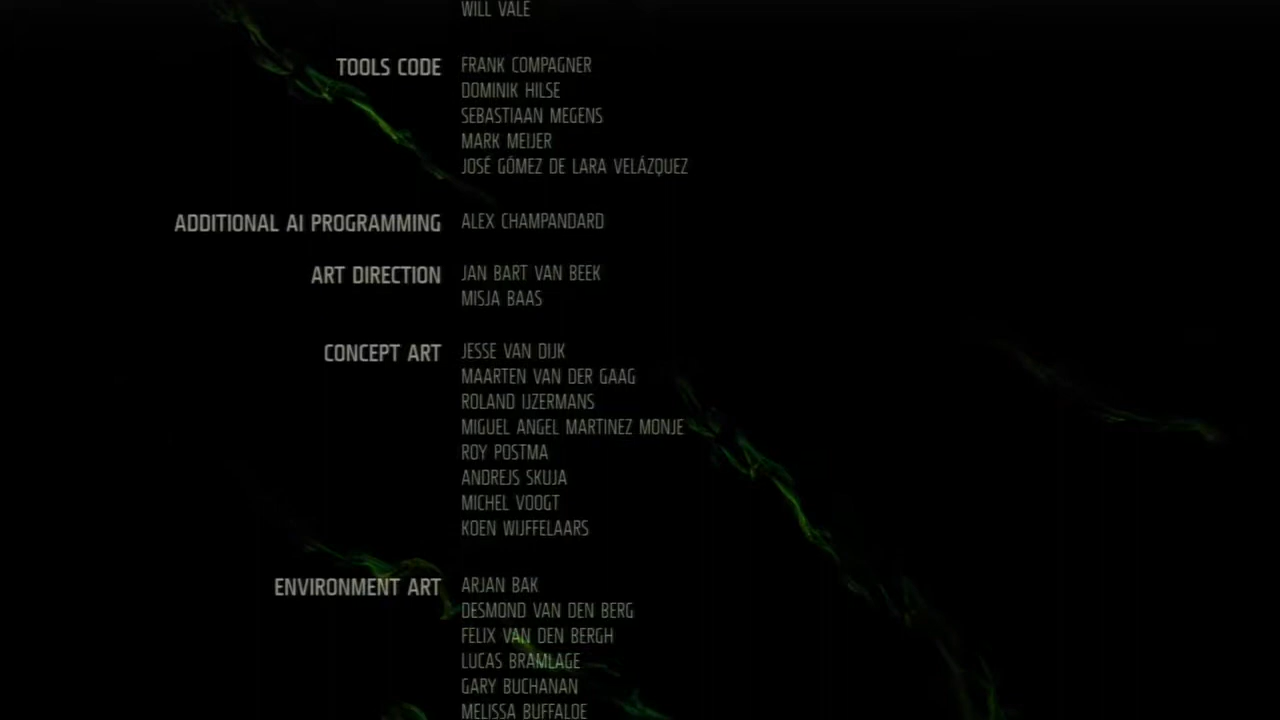 WILL VALE
TOOLS CODE FRANK COMPAGNER
DOMINIK HILSE
SEBASTIAAN MEGENS
MARK MEIJER
JOSÉ GÓMEZ DE LARA VELÁZQUEZ
ADDITIONAL AI PROGRAMMING ALEX CHAMPANDARD
ART DIRECTION JAN BART VAN BEEK
MISJA BAAS
CONCEPT ART JESSE VAN DIJK
MAARTEN VAN DER GAAG
ROLAND IJZERMANS
MIGUEL ANGEL MARTINEZ MONJE
ROY POSTMA
ANDREJS SKUJA
MICHEL VOOGT
KOEN WIJFFELAARS
ENVIRONMENT ART ARJAN BAK
DESMOND VAN DEN BERG
FELIX VAN DEN BERGH
LUCAS BRAMLAGE
GARY BUCHANAN
MELISSA BUFFALOE